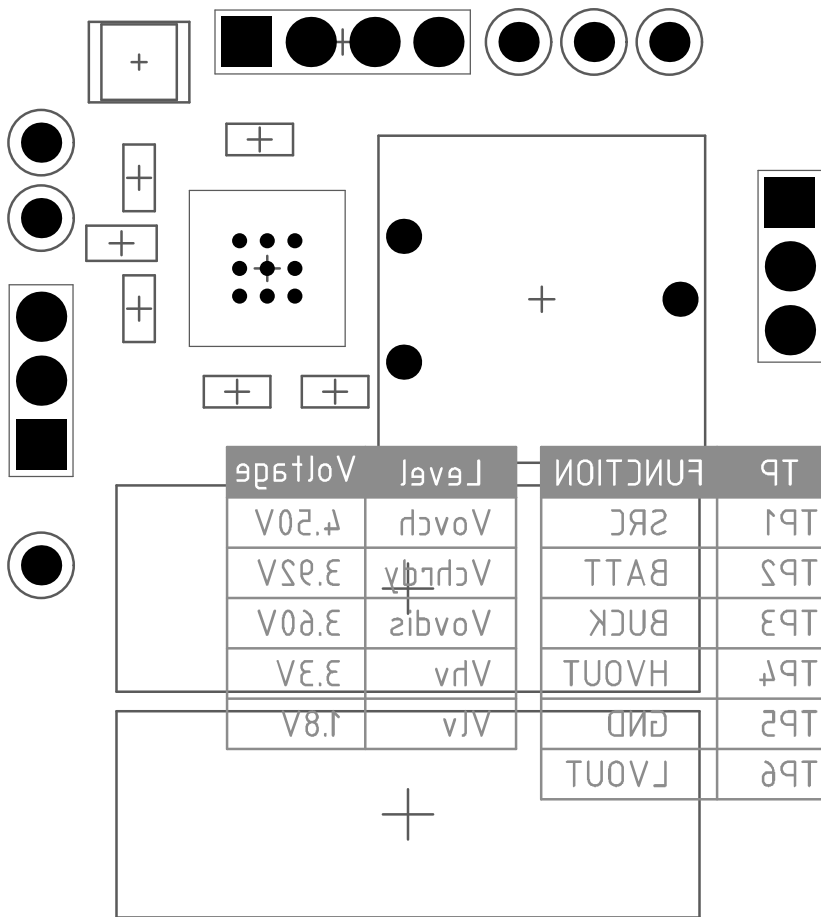 TP FUNCTION
TP1 SRC
TP2 BATT
TP3 BUCK
TP4 HVOUT
TP5 GND
TP6 LVOUT
Level Voltage
Vovch 4.50V
Vchrdy 3.92V
Vovdis 3.60V
Vhv 3.3V
Vlv 1.8V